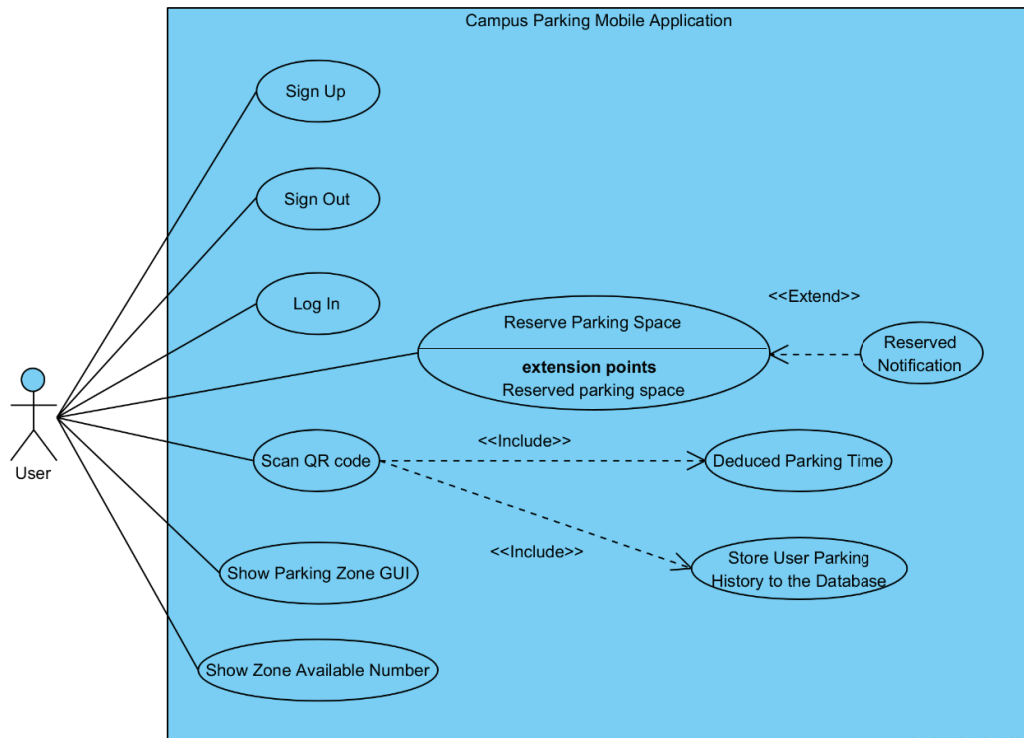 Campus Parking Mobile Application
Sign Up
Sign Out
Log In
<<Extend>>
Reserve Parking Space
extension points
Reserved parking space
Reserved
Notification
User
<<Include>>
Scan QR code
Deduced Parking Time
<<Include>>
Store User Parking
History to the Database
Show Parking Zone GUI
Show Zone Available Number